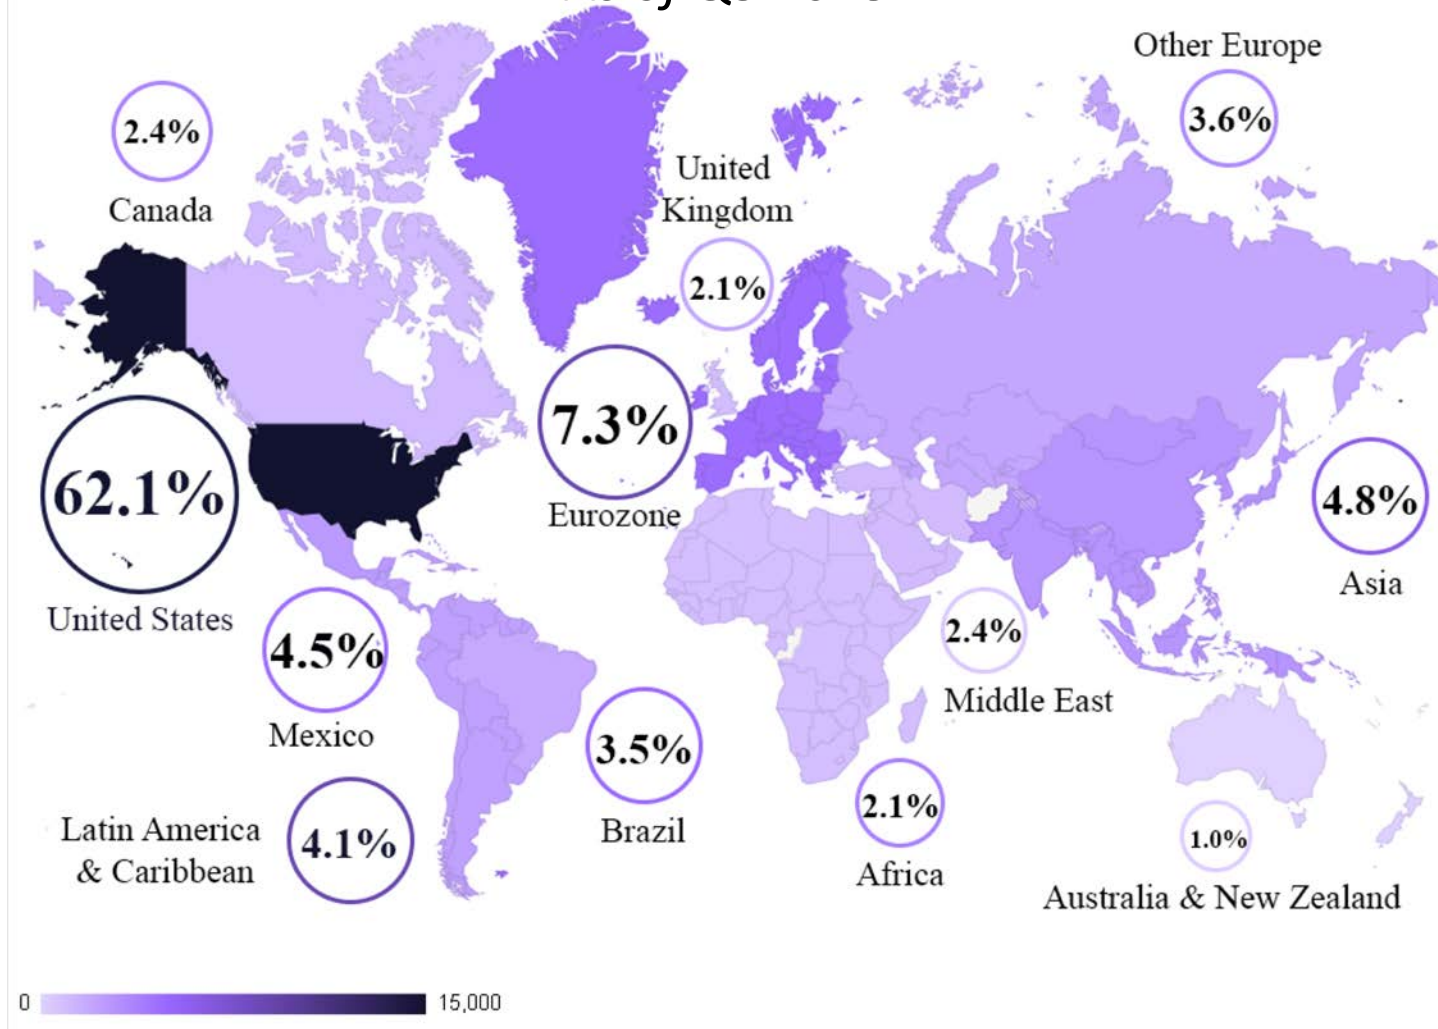 Other Europe
3.6%
2.4%
Canada
United
Kingdom
2.1%
7.3%
Eurozone
62.1%
United States
4.8%
Asia
4.5%
Mexico
2.4%
Middle East
3.5%
Brazil
2.1%
Africa
Latin America
& Caribbean
4.1%
1.0%
Australia & New Zealand
0
15,000